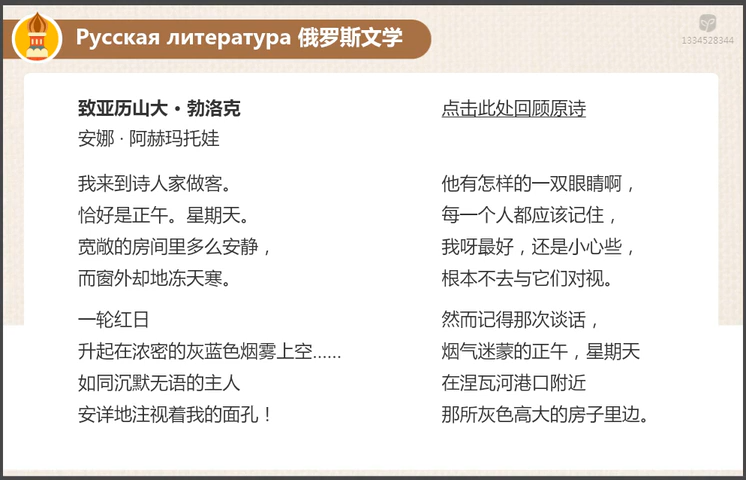 Русская литература 俄罗斯文学
1334528344
致亚历山大·勃洛克
安娜·阿赫玛托娃
我来到诗人家做客。
恰好是正午。星期天。
宽敞的房间里多么安静，
而窗外却地冻天寒。
一轮红日
升起在浓密的灰蓝色烟雾上空……
如同沉默无语的主人
安详地注视着我的面孔！
点击此处回顾原诗
他有怎样的一双眼睛啊，
每一个人都应该记住，
我呀最好，还是小心些，
根本不去与它们对视。
然而记得那次谈话，
烟气迷蒙的正午，星期天
在涅瓦河港口附近
那所灰色高大的房子里边。